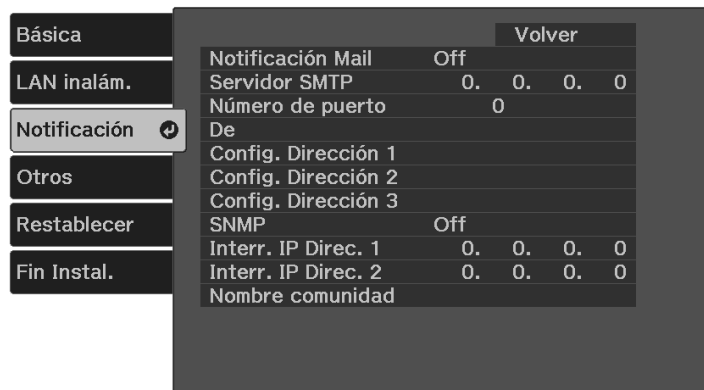 Básica
LAN inalám.
Notificación
Otros
Restablecer
Fin Instal.
Volver
Notificación Mail Off
Servidor SMTP 0. 0. 0. 0
Número de puerto 0
De
Config. Dirección 1
Config. Dirección 2
Config. Dirección 3
SNMP Off
Interr. IP Direc. 1 0. 0. 0. 0
Interr. IP Direc. 2 0. 0. 0. 0
Nombre comunidad